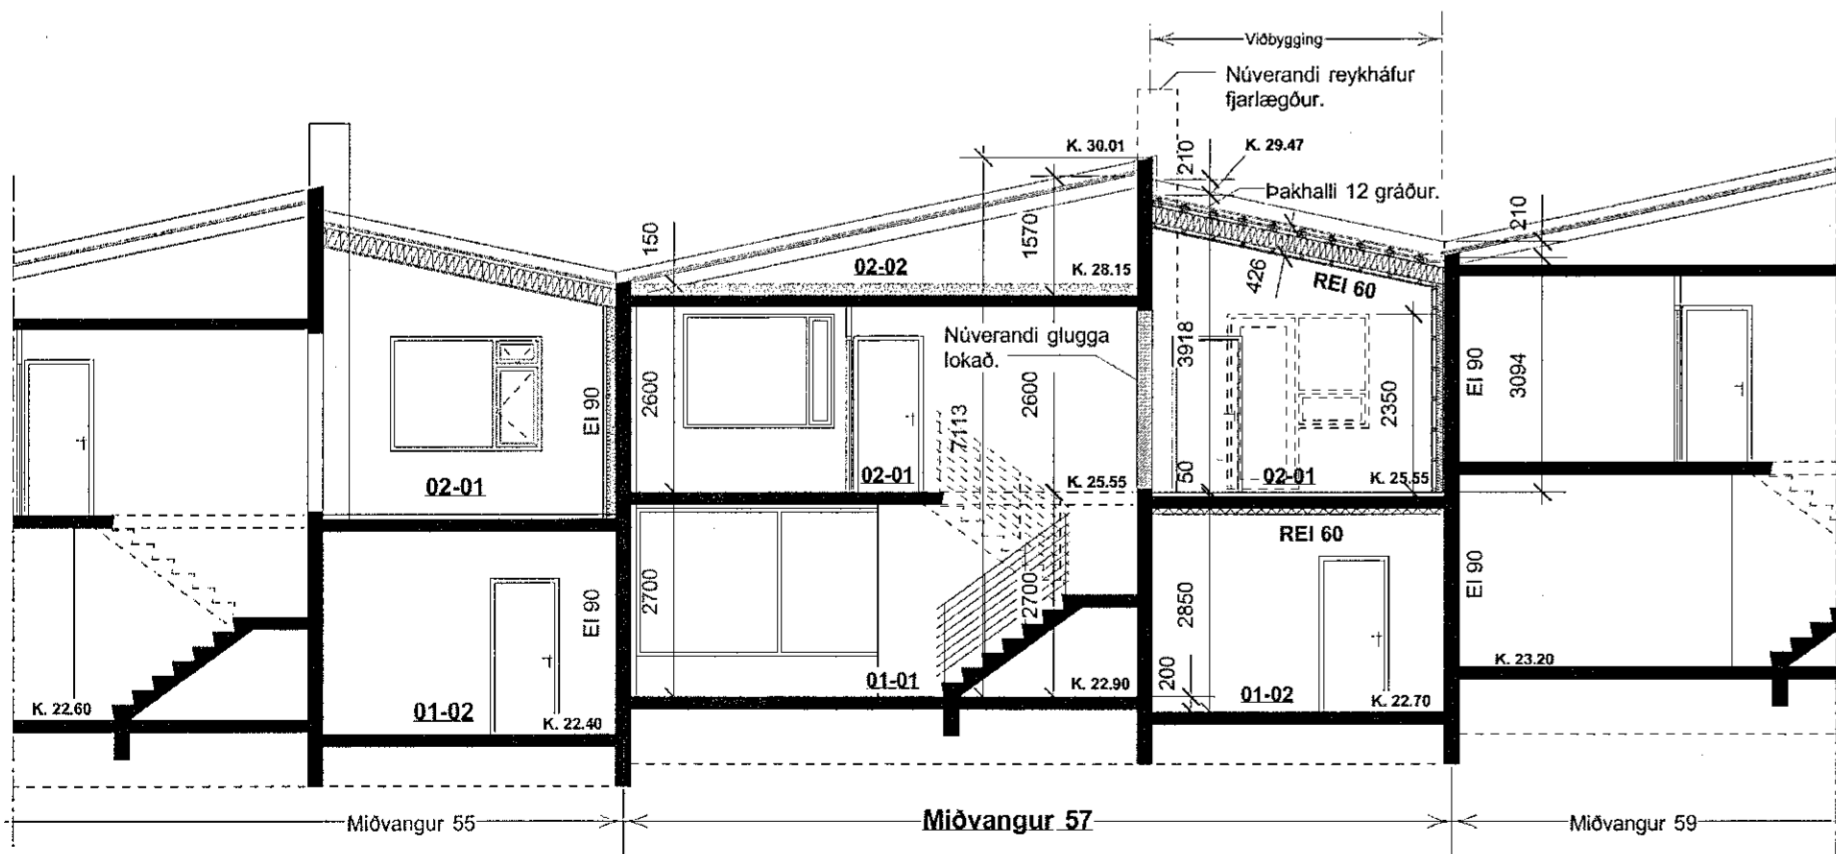 Viðbygging
Núverandi reykháfur
fjarlægður.
K. 30.01
210
K. 29.47
Þakhalli 12 gráður.
210
150
1570
02-02
K. 28.15
426
REI 60
Núverandi glugga
lokað.
3918
EI 90
2600
2600
7113
2350
EI 90
3094
02-01
02-01
K. 25.55
50
02-01
K. 25.55
REI 60
EI 90
2700
2700
2850
EI 90
K. 22.60
01-02
K. 22.40
01-01
K. 22.90
200
01-02
K. 22.70
K. 23.20
Miðvangur 55
Miðvangur 57
Miðvangur 59